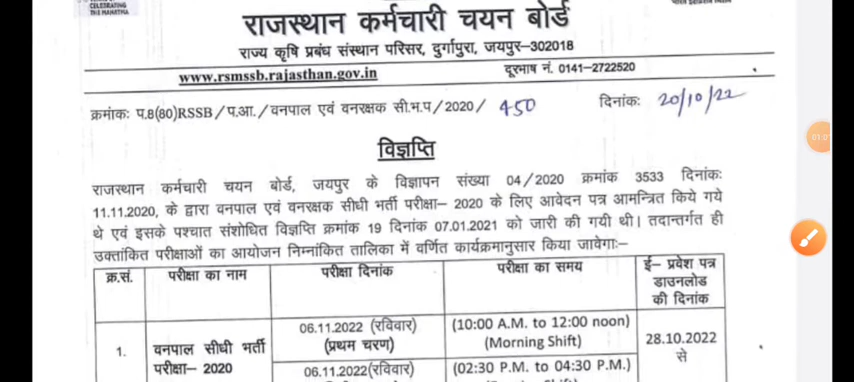 CELEBRATING
THE MAHATMA
राजस्थान कर्मचारी चयन बोर्ड
राज्य कृषि प्रबंध संस्थान परिसर, दुर्गापुरा, जयपुर–302018
www.rsmssb.rajasthan.gov.in दूरभाष नं. 0141–2722520
क्रमांकः प.8(80)RSSB/प.आ./वनपाल एवं वनरक्षक सी.भ.प/2020/ 450 दिनांकः 20/10/22
विज्ञप्ति
राजस्थान कर्मचारी चयन बोर्ड, जयपुर के विज्ञापन संख्या 04/2020 क्रमांक 3533 दिनांकः
11.11.2020, के द्वारा वनपाल एवं वनरक्षक सीधी भर्ती परीक्षा– 2020 के लिए आवेदन पत्र आमन्त्रित किये गये
थे एवं इसके पश्चात संशोधित विज्ञप्ति क्रमांक 19 दिनांक 07.01.2021 को जारी की गयी थी। तदान्तर्गत ही
उक्तांकित परीक्षाओं का आयोजन निम्नांकित तालिका में वर्णित कार्यक्रमानुसार किया जावेगाः–
क्र.सं. परीक्षा का नाम परीक्षा दिनांक परीक्षा का समय ई– प्रवेश पत्र
डाउनलोड
की दिनांक
1. वनपाल सीधी भर्ती
परीक्षा– 2020
06.11.2022 (रविवार)
(प्रथम चरण)
(10:00 A.M. to 12:00 noon)
(Morning Shift)
28.10.2022
से
06.11.2022(रविवार)
(02:30 P.M. to 04:30 P.M.)